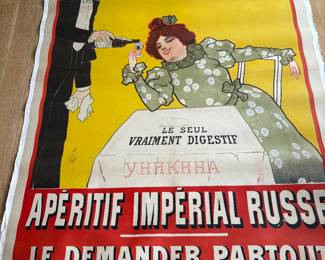 LE SEUL
VRAIMENT DIGESTIF
УНИКИНА
APÉRITIF IMPÉRIAL RUSSE
LE DEMANDER PARTOUT